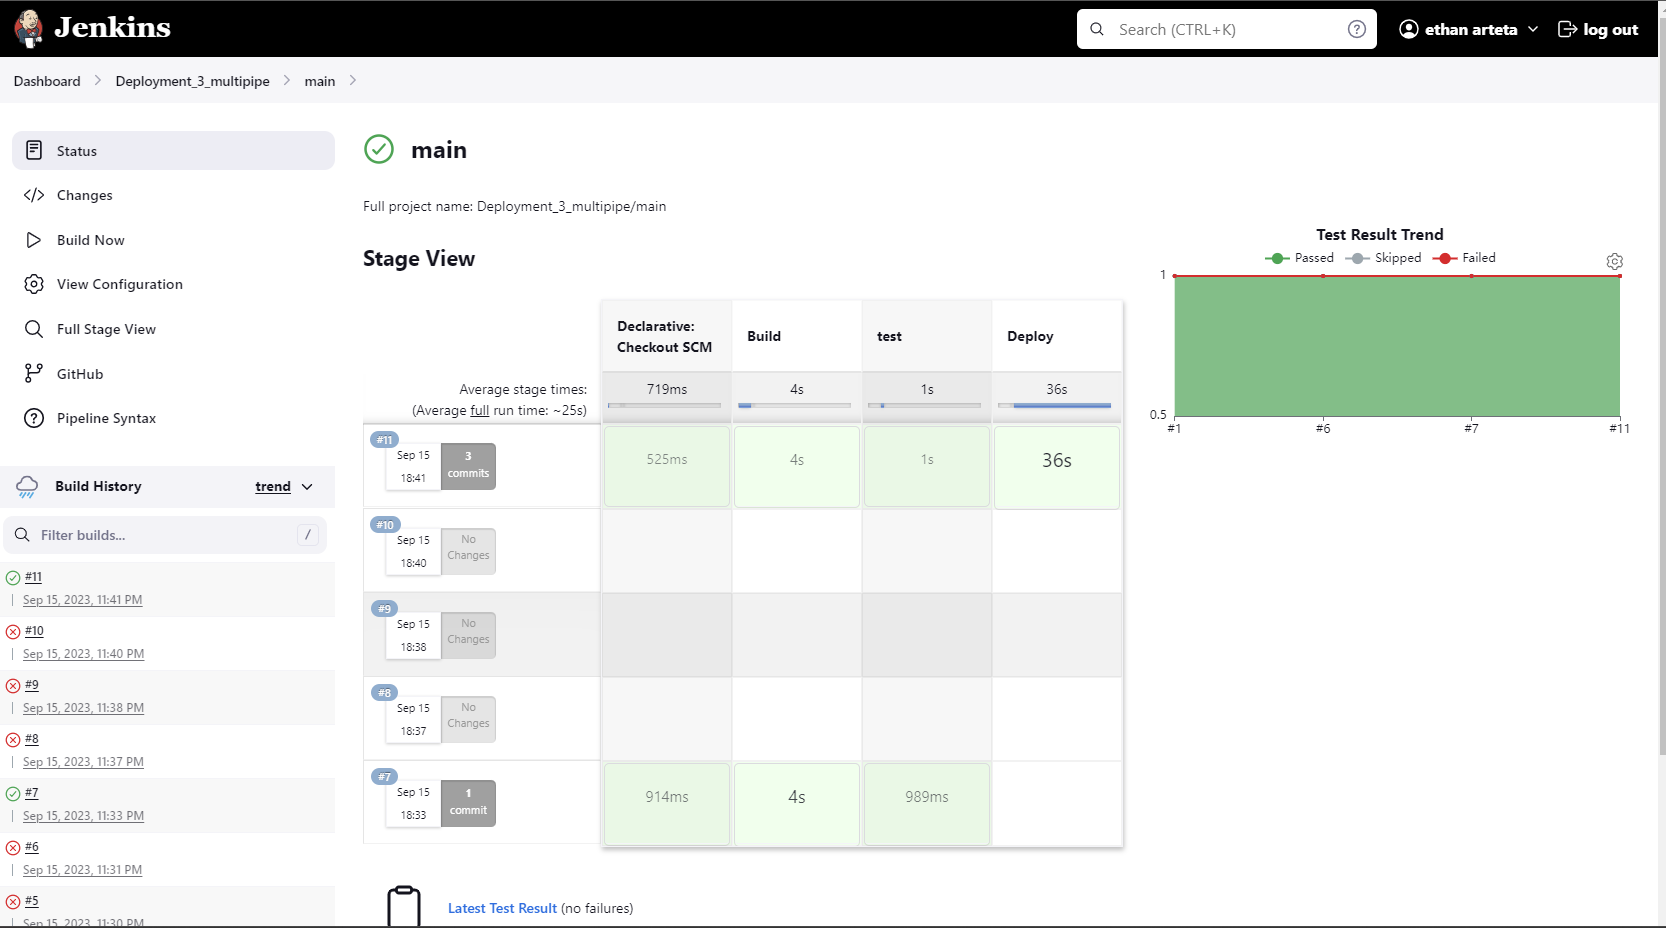 Jenkins
Search (CTRL+K)
ethan arteta
log out
Dashboard
Deployment_3_multipipe
main
Status
Changes
Build Now
View Configuration
Full Stage View
GitHub
Pipeline Syntax
Build History
trend
Filter builds...
/
#11
Sep 15, 2023, 11:41 PM
#10
Sep 15, 2023, 11:40 PM
#9
Sep 15, 2023, 11:38 PM
#8
Sep 15, 2023, 11:37 PM
#7
Sep 15, 2023, 11:33 PM
#6
Sep 15, 2023, 11:31 PM
#5
Sep 15, 2023, 11:30 PM
main
Full project name: Deployment_3_multipipe/main
Stage View
Declarative:
Checkout SCM
Build
test
Deploy
Average stage times:
(Average full run time: ~25s)
719ms
4s
1s
36s
#11
Sep 15
18:41
3
commits
525ms
4s
1s
36s
#10
Sep 15
18:40
No
Changes
#9
Sep 15
18:38
No
Changes
#8
Sep 15
18:37
No
Changes
#7
Sep 15
18:33
1
commit
914ms
4s
989ms
Latest Test Result (no failures)
Test Result Trend
Passed
Skipped
Failed
1
0.5
#1
#6
#7
#11